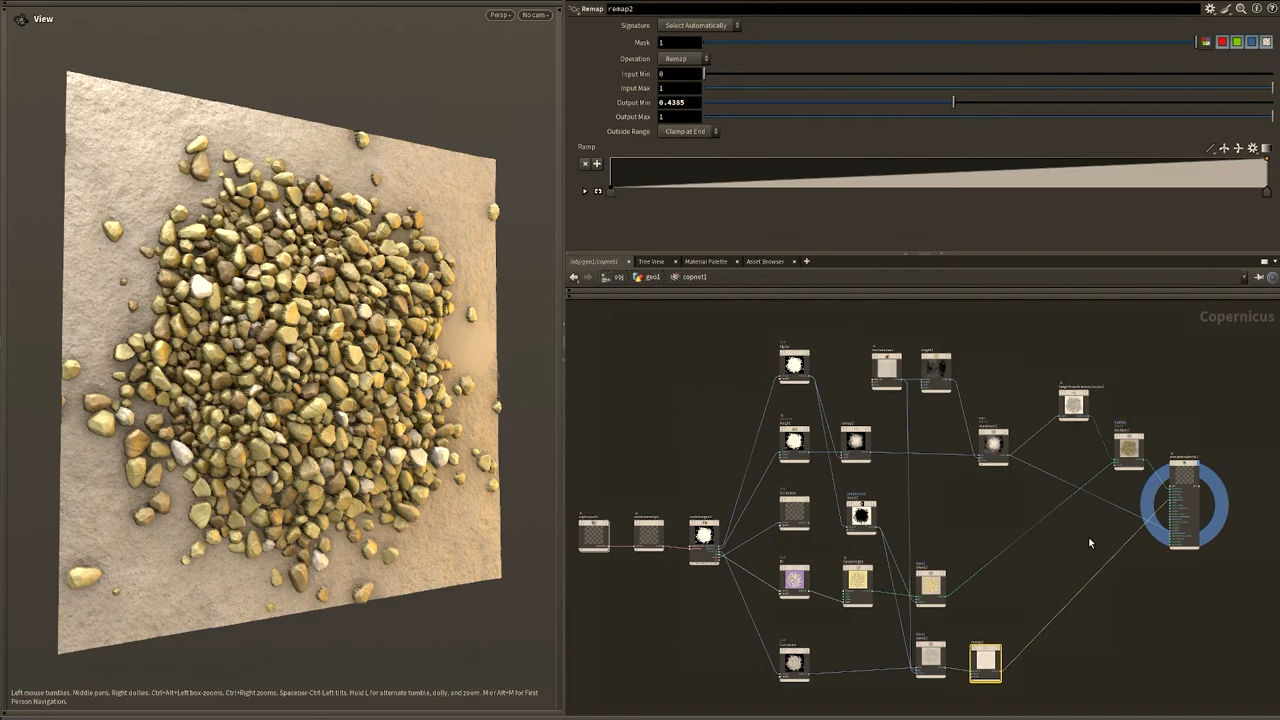 View
Persp
No cam
Left mouse tumbles. Middle pans. Right dollies. Ctrl+Alt+Left box-zooms. Ctrl+Right zooms. Spacebar-Ctrl-Left tilts. Hold L for alternate tumble, dolly, and zoom. M or Alt+M for First
Person Navigation.
Remap remap2
Signature Select Automatically
Mask 1
Operation Remap
Input Min 0
Input Max 1
Output Min 0.4385
Output Max 1
Outside Range Clamp at End
Ramp
/obj/geo1/copnet1 Tree View Material Palette Asset Browser
obj geo1 copnet1
Copernicus
Alpha
Height
Curvature